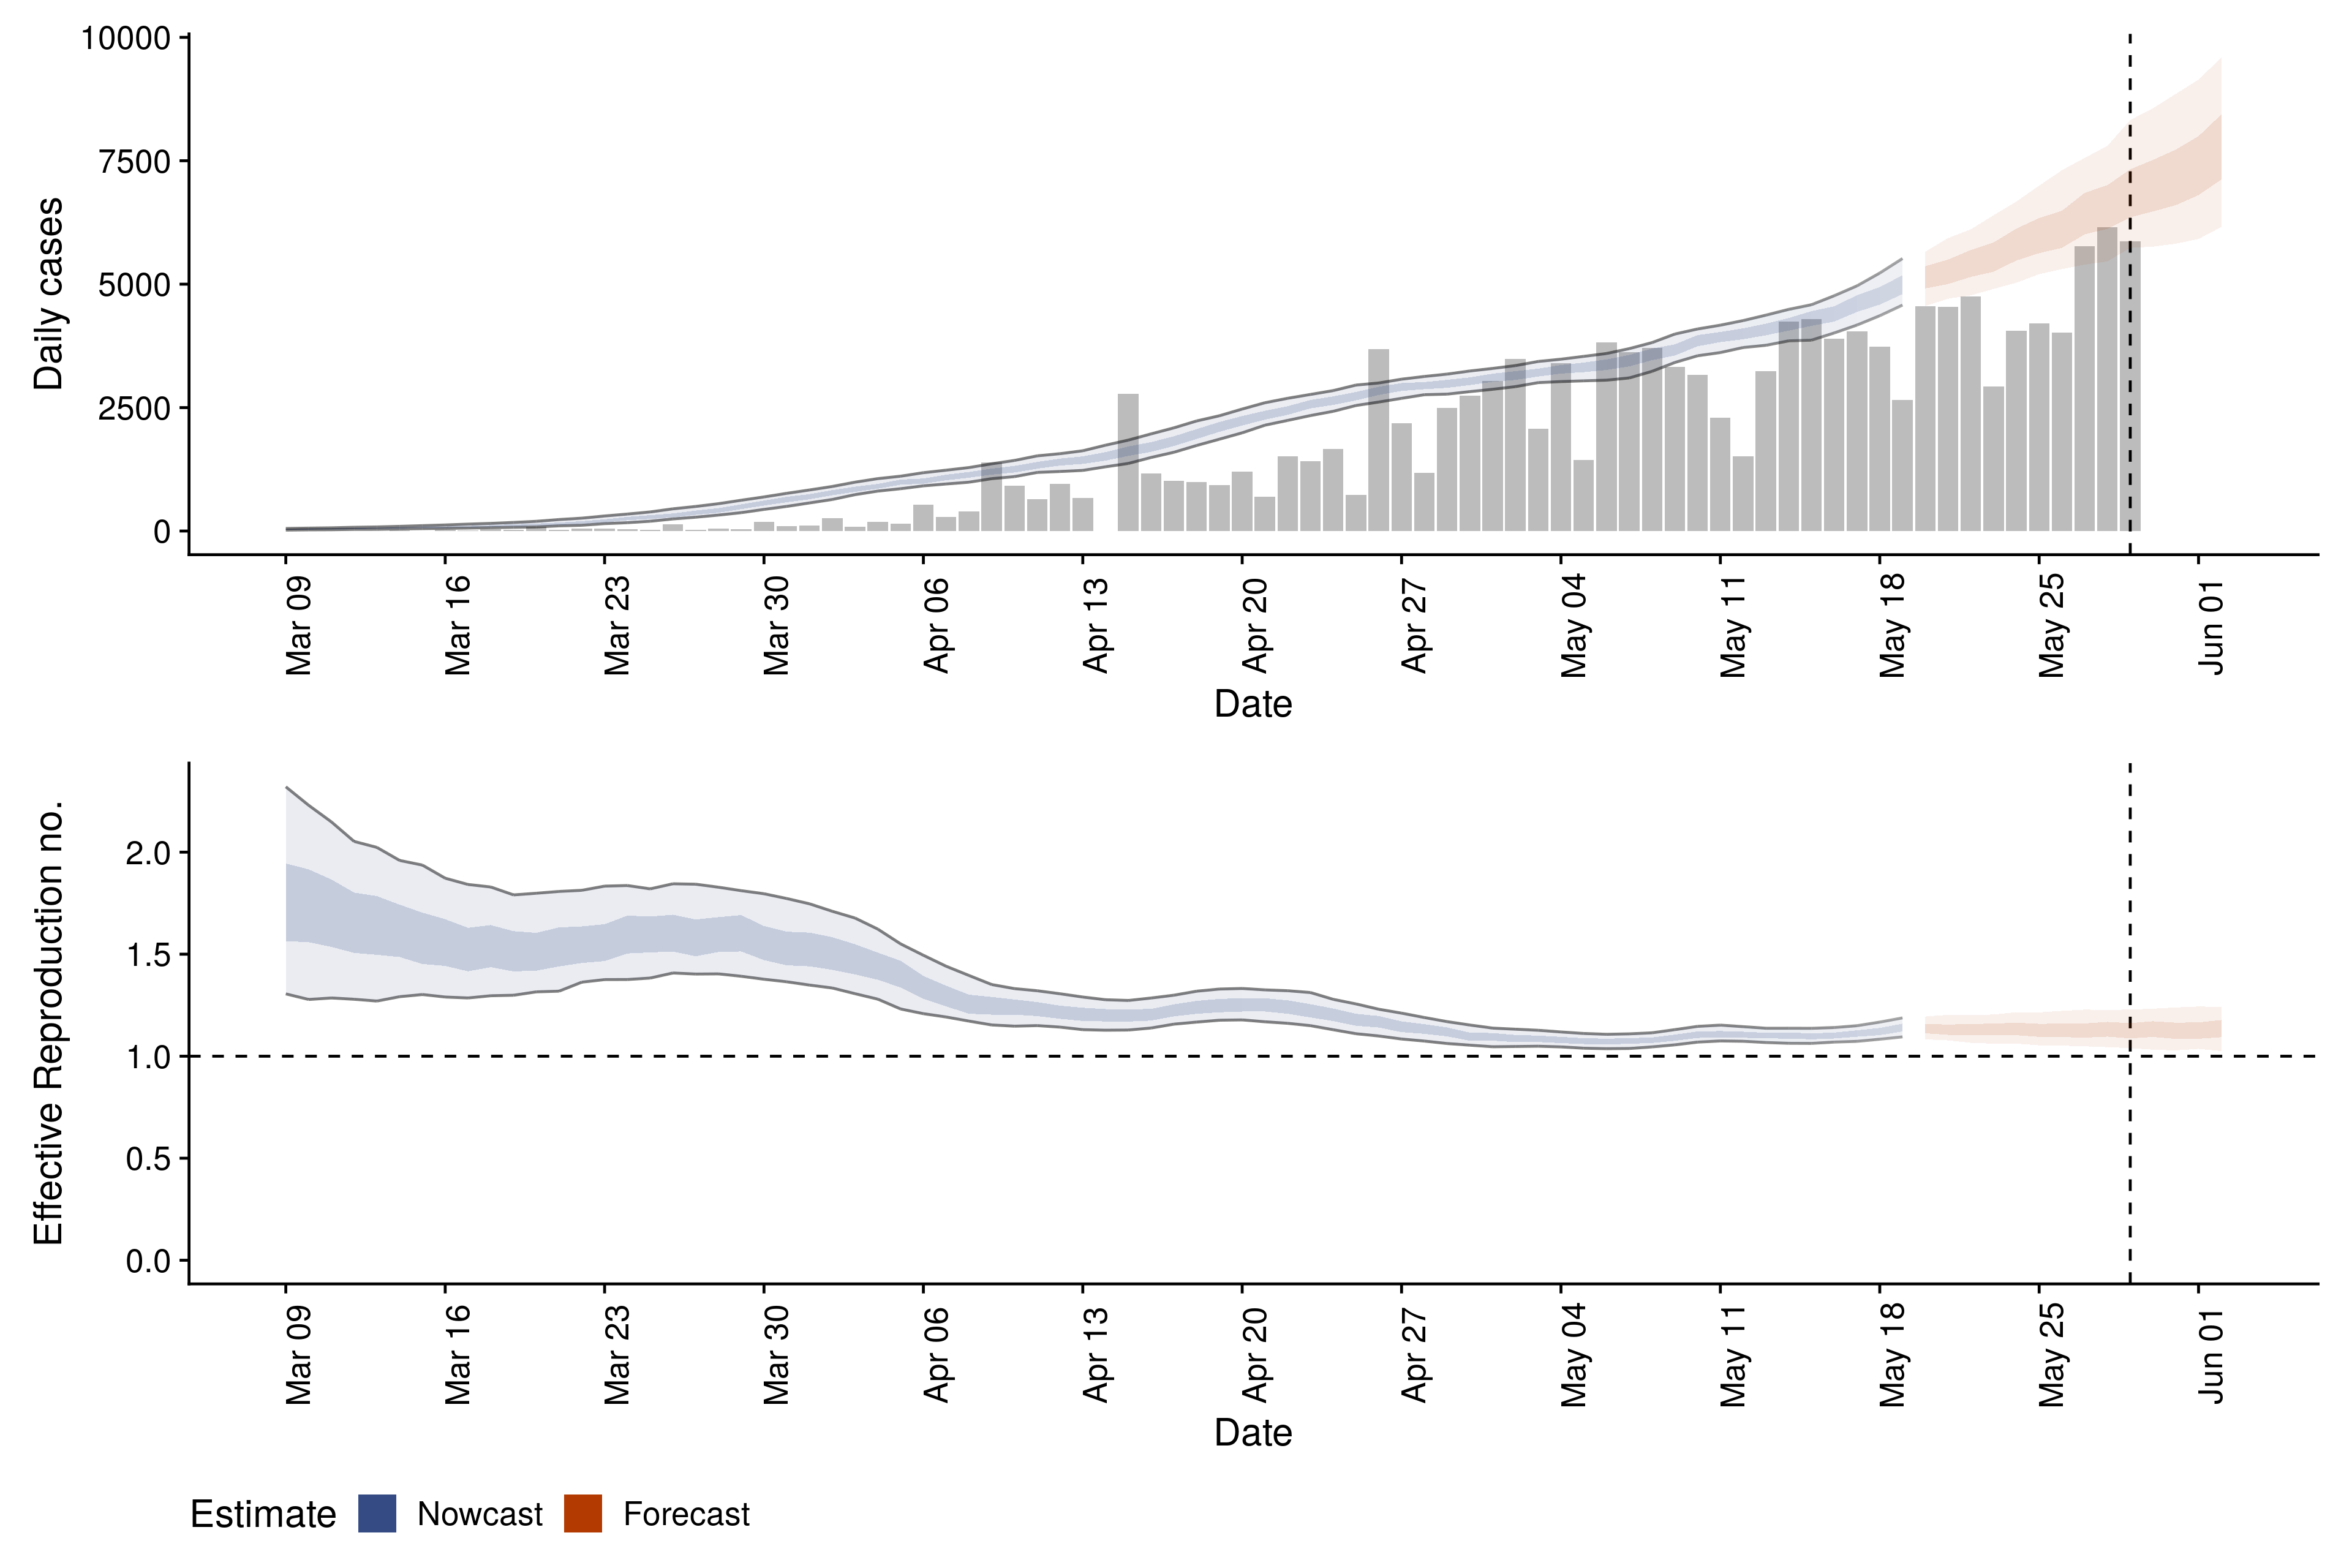 10000
7500
5000
2500
0
Daily cases
Mar 09 Mar 16 Mar 23 Mar 30 Apr 06 Apr 13 Apr 20 Apr 27 May 04 May 11 May 18 May 25 Jun 01
Date
2.0
1.5
1.0
0.5
0.0
Effective Reproduction no.
Mar 09 Mar 16 Mar 23 Mar 30 Apr 06 Apr 13 Apr 20 Apr 27 May 04 May 11 May 18 May 25 Jun 01
Date
Estimate Nowcast Forecast